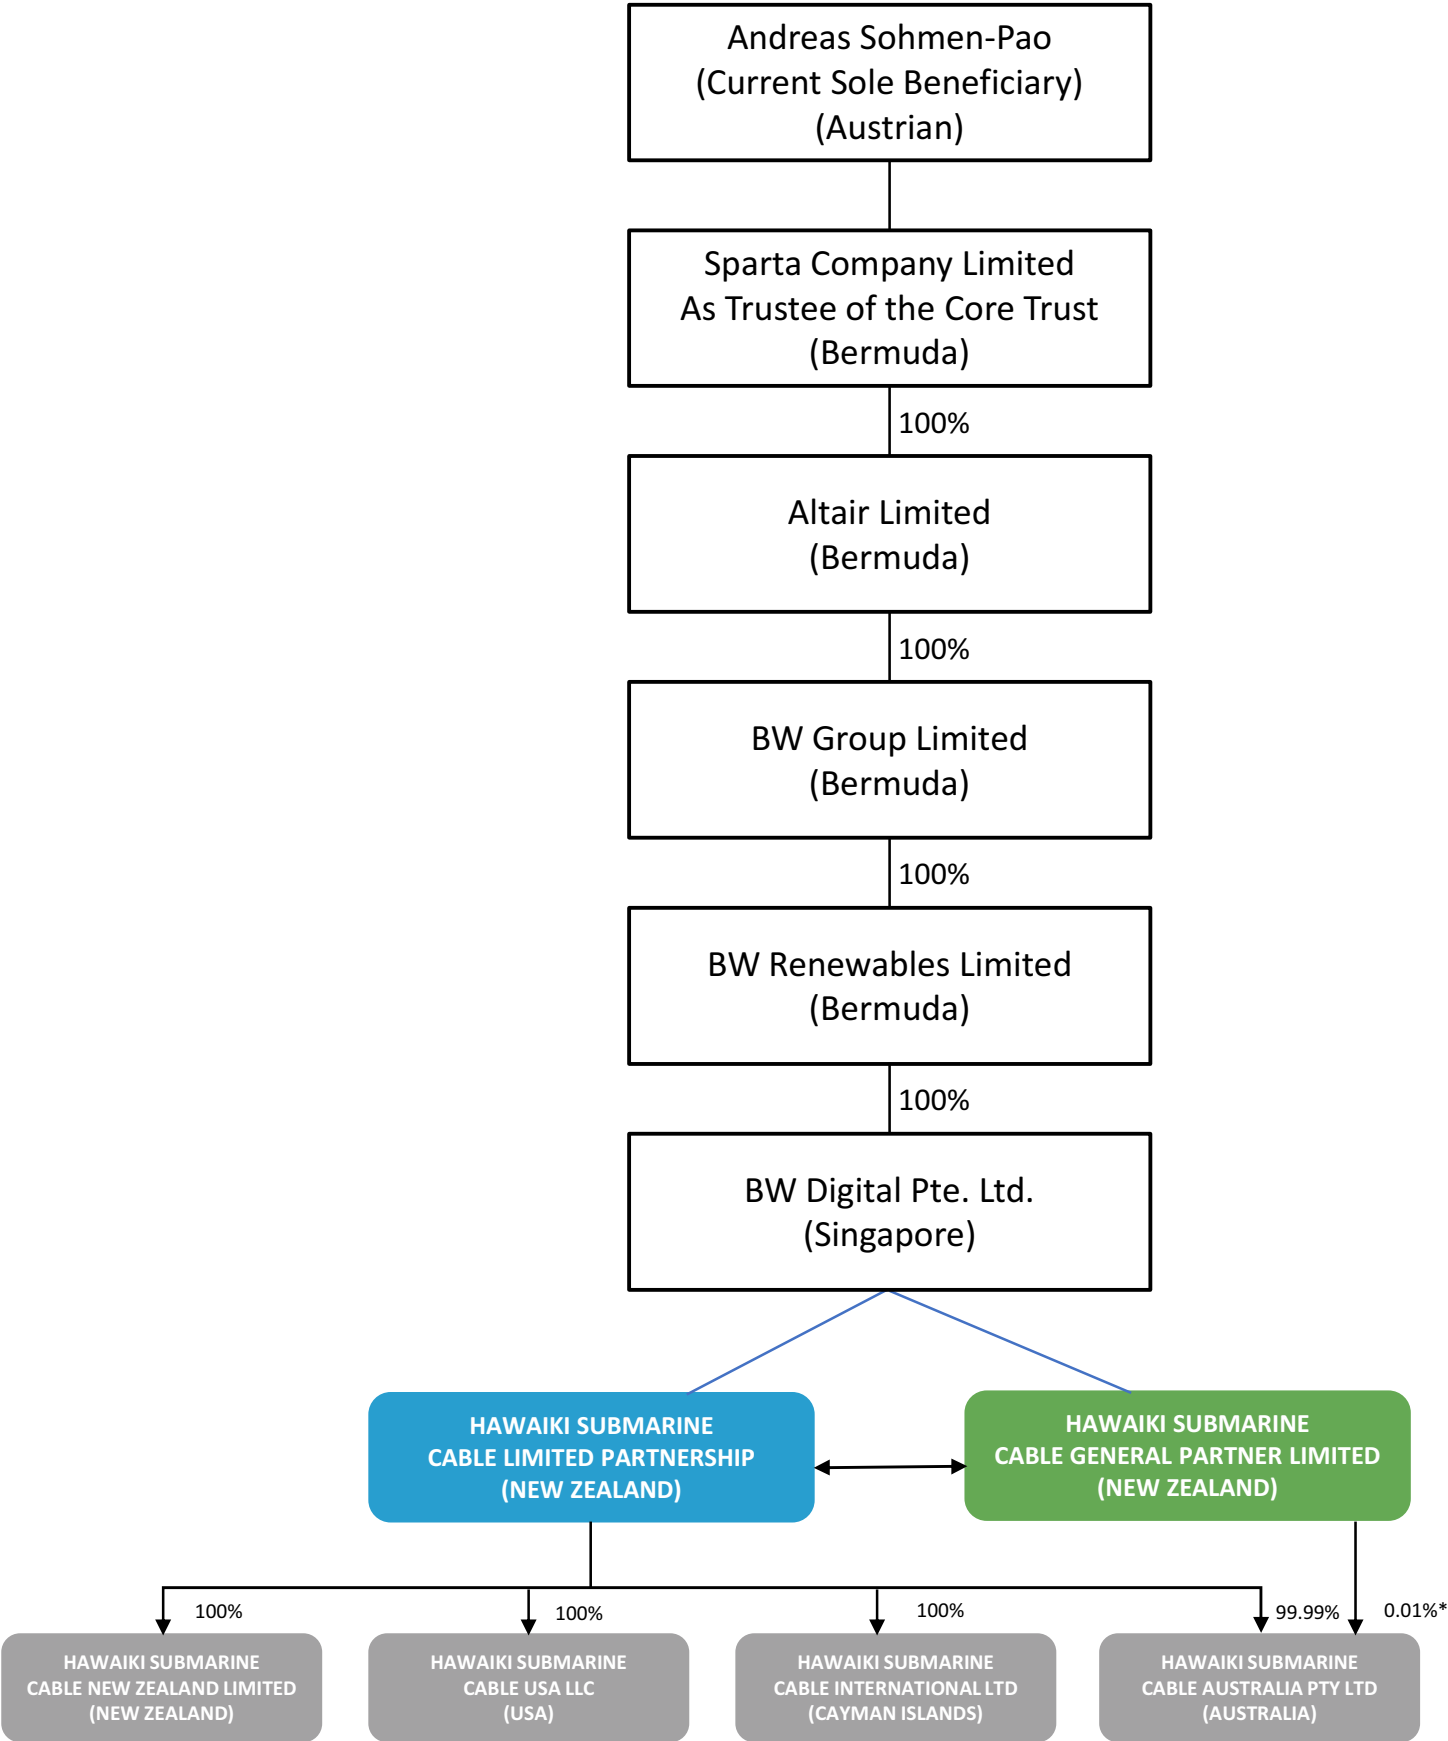 Andreas Sohmen-Pao
(Current Sole Beneficiary)
(Austrian)
Sparta Company Limited
As Trustee of the Core Trust
(Bermuda)
100%
Altair Limited
(Bermuda)
100%
BW Group Limited
(Bermuda)
100%
BW Renewables Limited
(Bermuda)
100%
BW Digital Pte. Ltd.
(Singapore)
HAWAIKI SUBMARINE
CABLE LIMITED PARTNERSHIP
(NEW ZEALAND)
HAWAIKI SUBMARINE
CABLE GENERAL PARTNER LIMITED
(NEW ZEALAND)
100%
100%
100%
99.99%
0.01%*
HAWAIKI SUBMARINE
CABLE NEW ZEALAND LIMITED
(NEW ZEALAND)
HAWAIKI SUBMARINE
CABLE USA LLC
(USA)
HAWAIKI SUBMARINE
CABLE INTERNATIONAL LTD
(CAYMAN ISLANDS)
HAWAIKI SUBMARINE
CABLE AUSTRALIA PTY LTD
(AUSTRALIA)